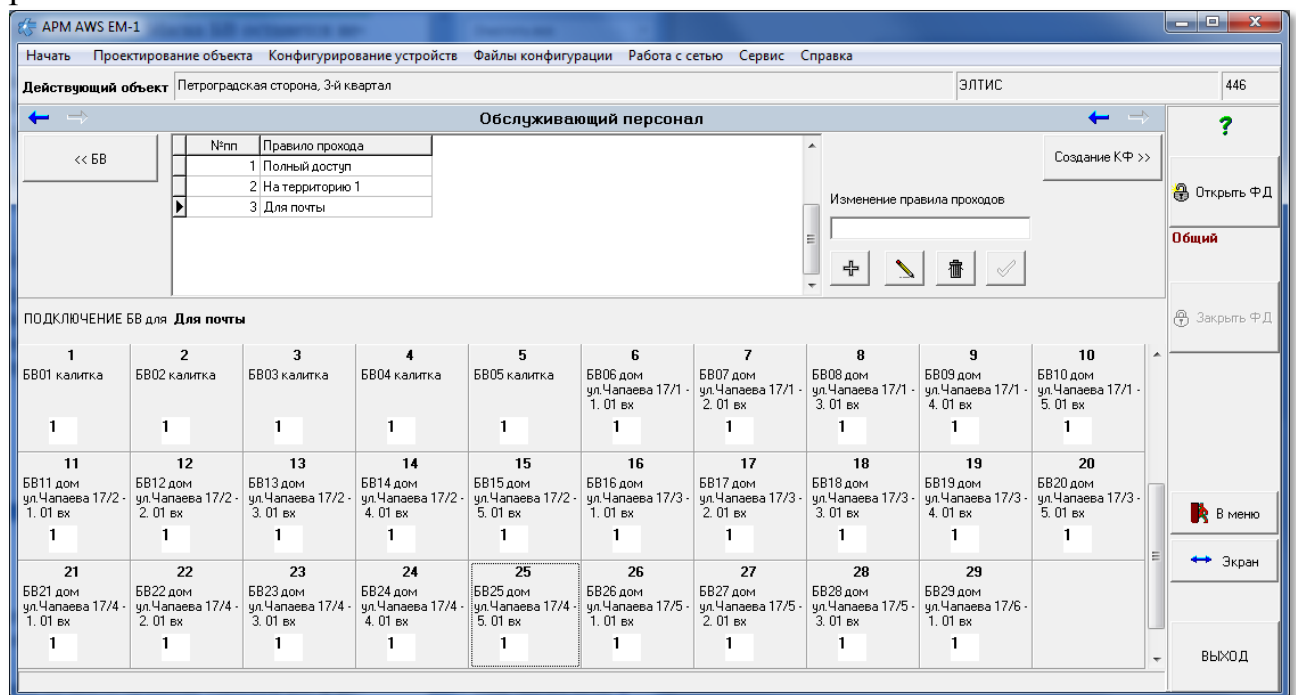 АРМ AWS EM-1
Начать Проектирование объекта Конфигурирование устройств Файлы конфигурации Работа с сетью Сервис Справка
Действующий объект Петроградская сторона, 3-й квартал ЭЛТИС 446
Обслуживающий персонал
?
<< БВ
№пп Правило прохода
1 Полный доступ
2 На территорию 1
3 Для почты
Изменение правила проходов
Создание КФ >>
Открыть ФД
Общий
Закрыть ФД
ПОДКЛЮЧЕНИЕ БВ для Для почты
1 2 3 4 5 6 7 8 9 10
БВ01 калитка БВ02 калитка БВ03 калитка БВ04 калитка БВ05 калитка БВ06 дом БВ07 дом БВ08 дом БВ09 дом БВ10 дом
ул.Чапаева 17/1 - ул.Чапаева 17/1 - ул.Чапаева 17/1 - ул.Чапаева 17/1 - ул.Чапаева 17/1 -
1. 01 вх 2. 01 вх 3. 01 вх 4. 01 вх 5. 01 вх
1 1 1 1 1 1 1 1 1 1
11 12 13 14 15 16 17 18 19 20
БВ11 дом БВ12 дом БВ13 дом БВ14 дом БВ15 дом БВ16 дом БВ17 дом БВ18 дом БВ19 дом БВ20 дом
ул.Чапаева 17/2 - ул.Чапаева 17/2 - ул.Чапаева 17/2 - ул.Чапаева 17/2 - ул.Чапаева 17/2 - ул.Чапаева 17/3 - ул.Чапаева 17/3 - ул.Чапаева 17/3 - ул.Чапаева 17/3 - ул.Чапаева 17/3 -
1. 01 вх 2. 01 вх 3. 01 вх 4. 01 вх 5. 01 вх 1. 01 вх 2. 01 вх 3. 01 вх 4. 01 вх 5. 01 вх
1 1 1 1 1 1 1 1 1 1
В меню
Экран
21 22 23 24 25 26 27 28 29
БВ21 дом БВ22 дом БВ23 дом БВ24 дом БВ25 дом БВ26 дом БВ27 дом БВ28 дом БВ29 дом
ул.Чапаева 17/4 - ул.Чапаева 17/4 - ул.Чапаева 17/4 - ул.Чапаева 17/4 - ул.Чапаева 17/4 - ул.Чапаева 17/5 - ул.Чапаева 17/5 - ул.Чапаева 17/5 - ул.Чапаева 17/6 -
1. 01 вх 2. 01 вх 3. 01 вх 4. 01 вх 5. 01 вх 1. 01 вх 2. 01 вх 3. 01 вх 1. 01 вх
1 1 1 1 1 1 1 1 1
ВЫХОД